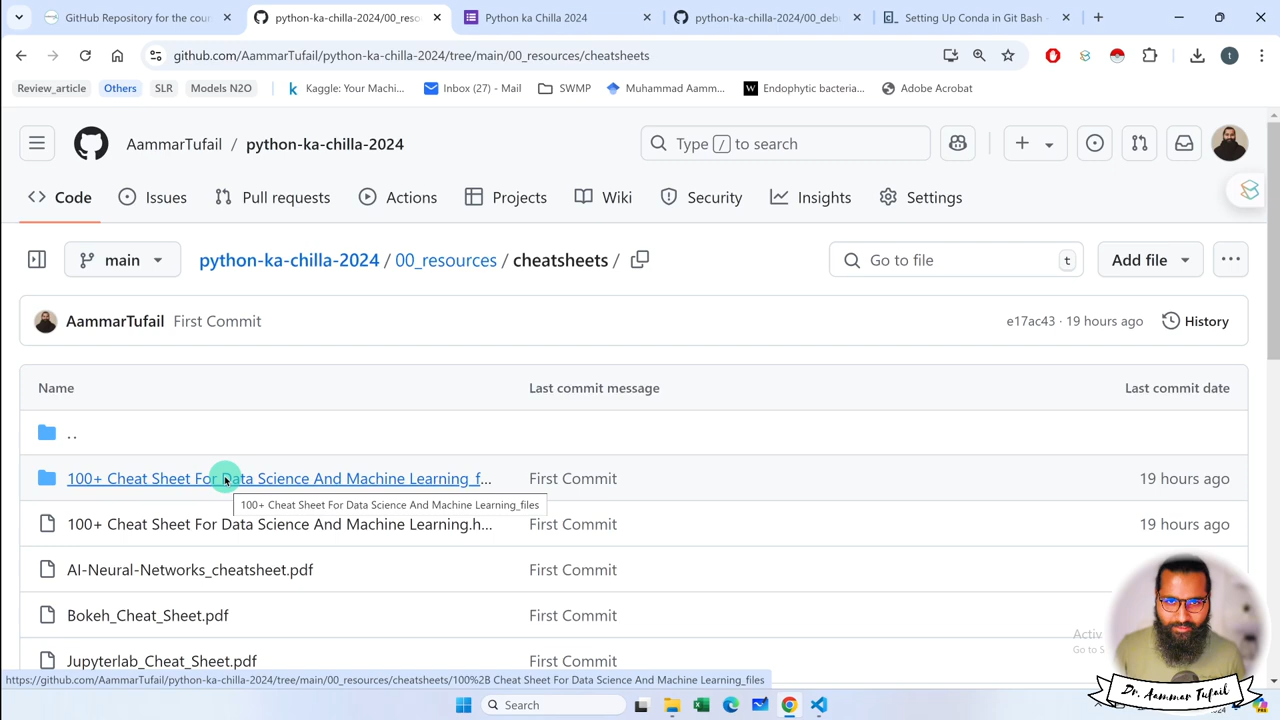 GitHub Repository for the cour
python-ka-chilla-2024/00_reso
Python ka Chilla 2024
python-ka-chilla-2024/00_deb
Setting Up Conda in Git Bash -
github.com/AammarTufail/python-ka-chilla-2024/tree/main/00_resources/cheatsheets
t
Review_article
Others
SLR
Models N2O
Kaggle: Your Machi...
Inbox (27) - Mail
SWMP
Muhammad Aamm...
Endophytic bacteria...
Adobe Acrobat
AammarTufail / python-ka-chilla-2024
Type / to search
Code
Issues
Pull requests
Actions
Projects
Wiki
Security
Insights
Settings
main
python-ka-chilla-2024 / 00_resources / cheatsheets /
Go to file
t
Add file
AammarTufail First Commit
e17ac43 · 19 hours ago
History
Name Last commit message Last commit date
..
100+ Cheat Sheet For Data Science And Machine Learning_f... First Commit 19 hours ago
100+ Cheat Sheet For Data Science And Machine Learning_files
100+ Cheat Sheet For Data Science And Machine Learning.h... First Commit 19 hours ago
AI-Neural-Networks_cheatsheet.pdf First Commit
Bokeh_Cheat_Sheet.pdf First Commit
Jupyterlab_Cheat_Sheet.pdf First Commit
Activ
Go to S
https://github.com/AammarTufail/python-ka-chilla-2024/tree/main/00_resources/cheatsheets/100%2B Cheat Sheet For Data Science And Machine Learning_files
Search
Dr. Aammar Tufail